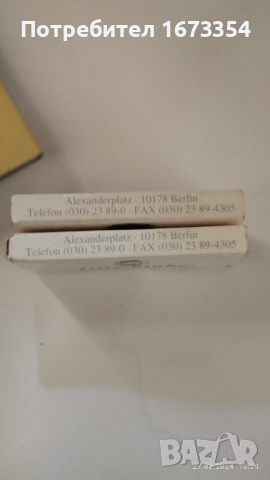 Потребител 1673354
Alexanderplatz · 10178 Berlin
Telefon (030) 23 89-0 · FAX (030) 23 89-4305
Alexanderplatz · 10178 Berlin
Telefon (030) 23 89-0 · FAX (030) 23 89-4305
BAZAR